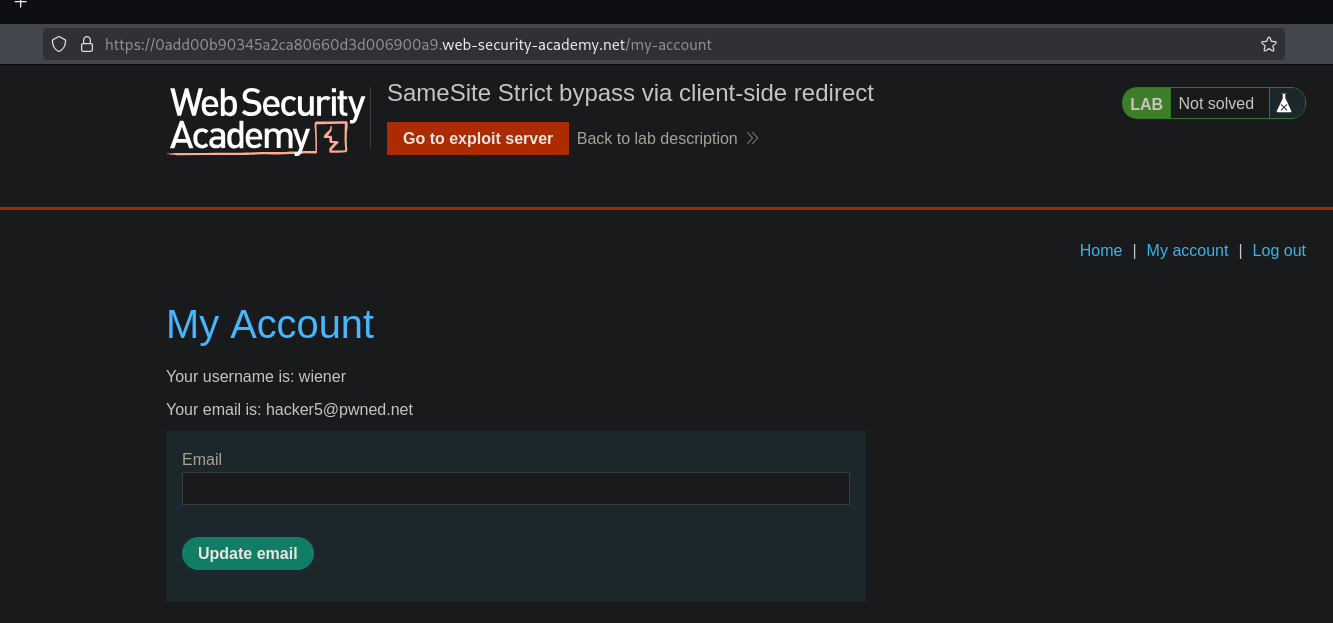 https://0add00b90345a2ca80660d3d006900a9.web-security-academy.net/my-account
Web Security
Academy
SameSite Strict bypass via client-side redirect
Go to exploit server
Back to lab description
LAB Not solved
Home | My account | Log out
My Account
Your username is: wiener
Your email is: hacker5@pwned.net
Email
Update email